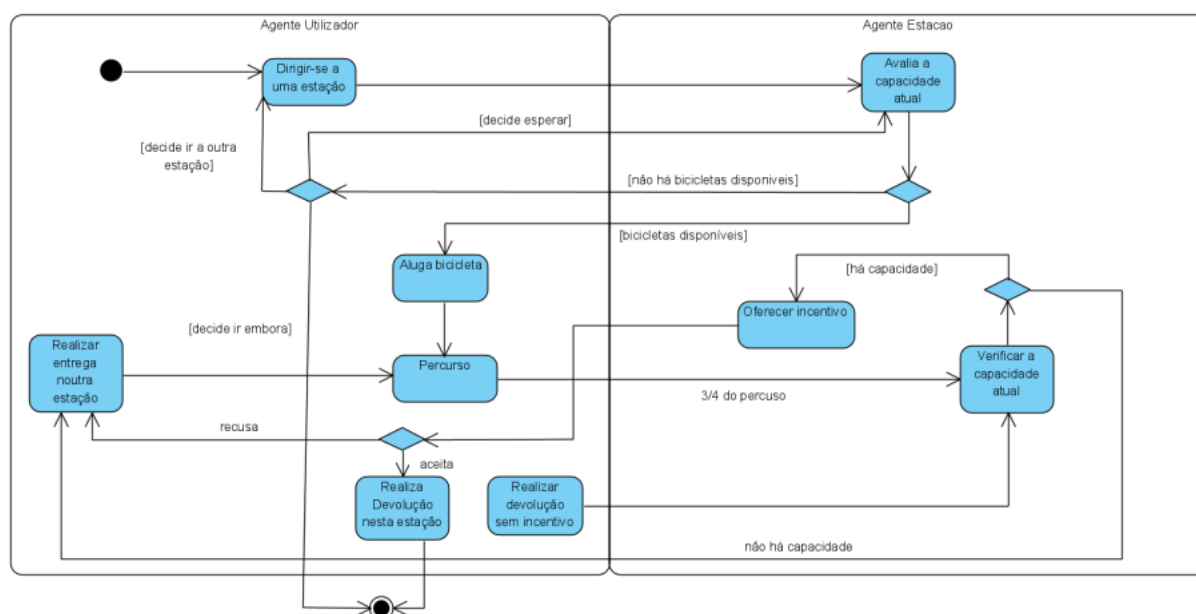 Agente Utilizador
Agente Estacao
Dirigir-se a
uma estação
Avalia a
capacidade
atual
[decide esperar]
[decide ir a outra
estação]
[não há bicicletas disponiveis]
[bicicletas disponíveis]
Aluga bicicleta
[há capacidade]
Oferecer incentivo
[decide ir embora]
Realizar
entrega
noutra
estação
Percurso
Verificar a
capacidade
atual
3/4 do percuso
recusa
aceita
Realiza
Devolução
nesta estação
Realizar
devolução
sem incentivo
não há capacidade